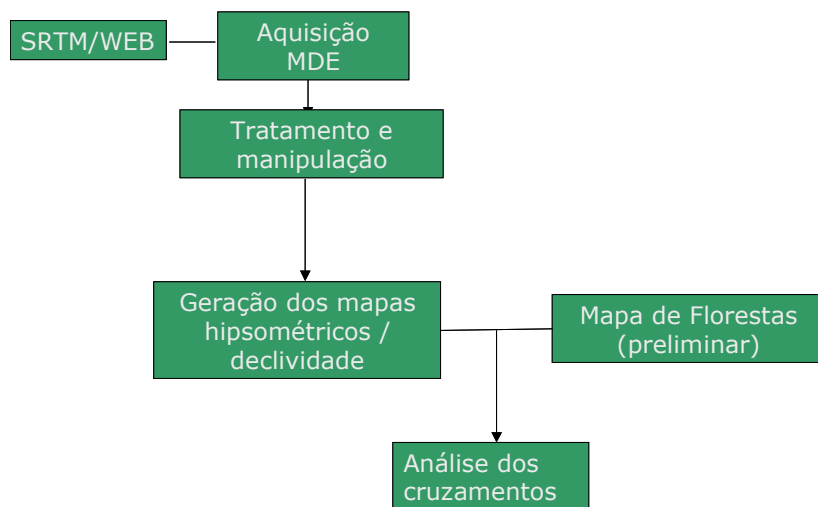 SRTM/WEB
Aquisição
MDE
Tratamento e
manipulação
Geração dos mapas
hipsométricos /
declividade
Mapa de Florestas
(preliminar)
Análise dos
cruzamentos